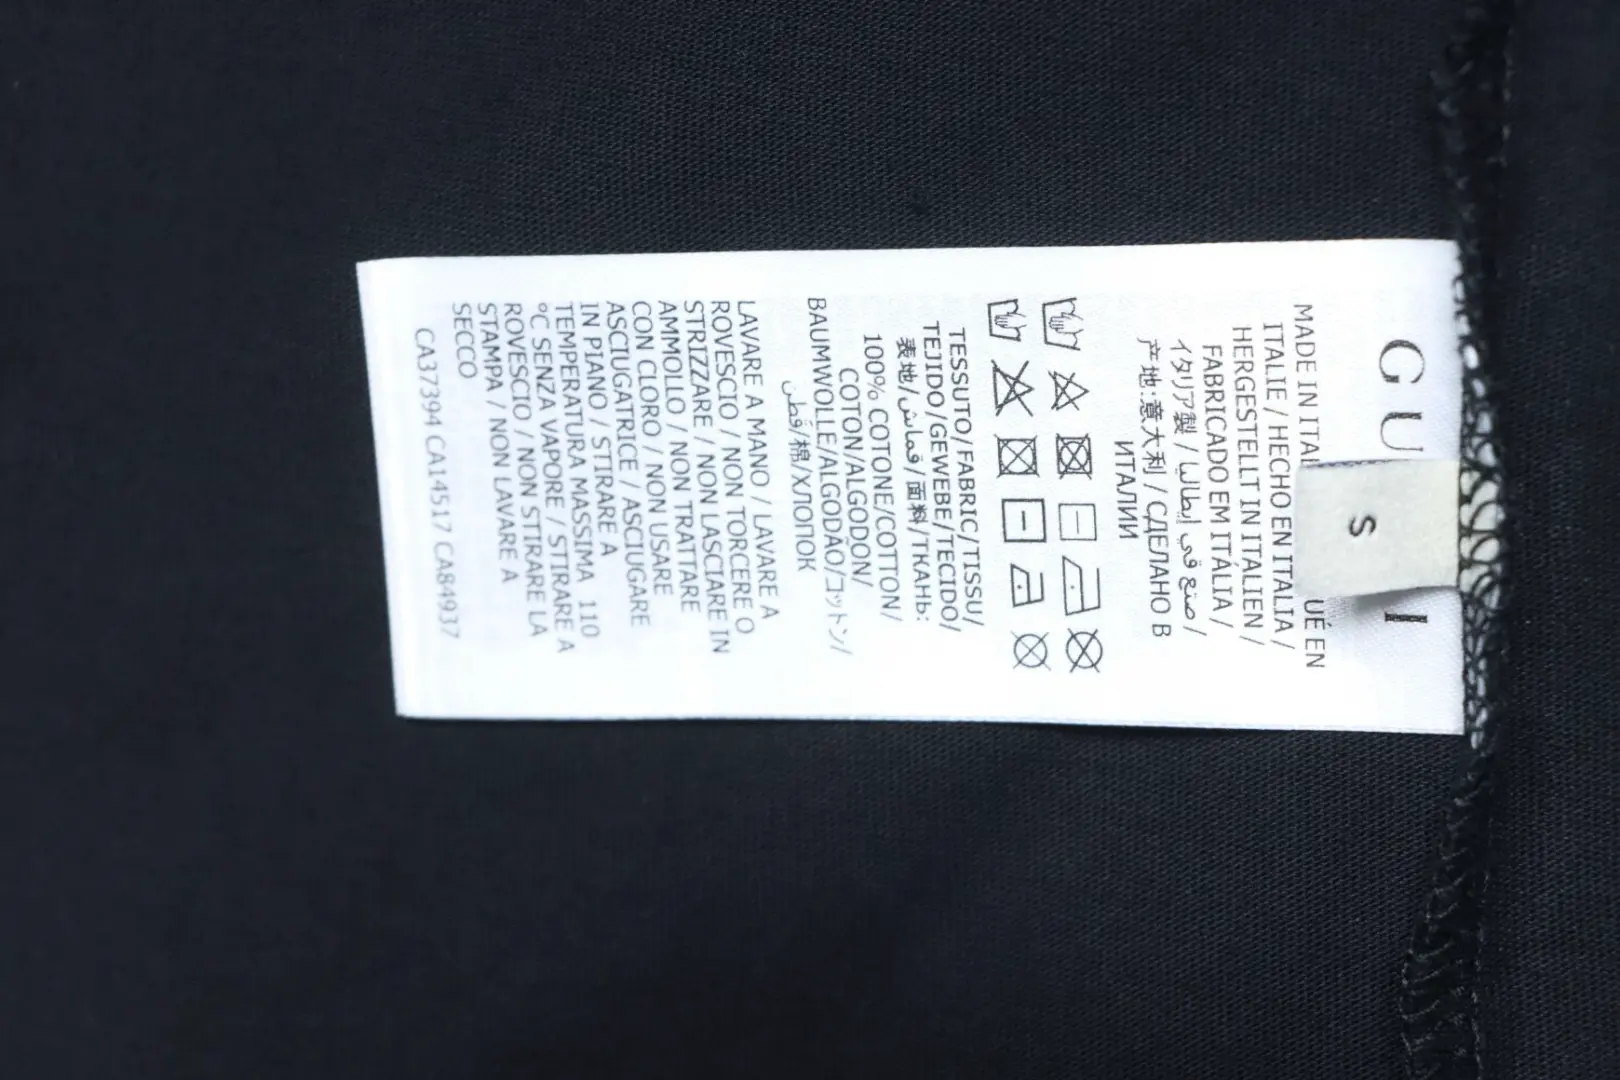 GU I
S
MADE IN ITAL UÉ EN
ITALIE / HECHO EN ITALIA /
HERGESTELLT IN ITALIEN /
FABRICADO EM ITÁLIA /
イタリア製 / صنع في إيطاليا /
产地:意大利 / СДЕЛАНО В
ИТАЛИИ
TESSUTO/FABRIC/TISSU/
TEJIDO/GEWEBE/TECIDO/
表地/قماش/面料/ТКАНЬ:
100% COTONE/COTTON/
COTON/ALGODON/
BAUMWOLLE/ALGODÃO/コットン/
قطن/棉/ХЛОПОК
LAVARE A MANO / LAVARE A
ROVESCIO / NON TORCERE O
STRIZZARE / NON LASCIARE IN
AMMOLLO / NON TRATTARE
CON CLORO / NON USARE
ASCIUGATRICE / ASCIUGARE
IN PIANO / STIRARE A
TEMPERATURA MASSIMA 110
°C SENZA VAPORE / STIRARE A
ROVESCIO / NON STIRARE LA
STAMPA / NON LAVARE A
SECCO
CA37394 CA14517 CA84937